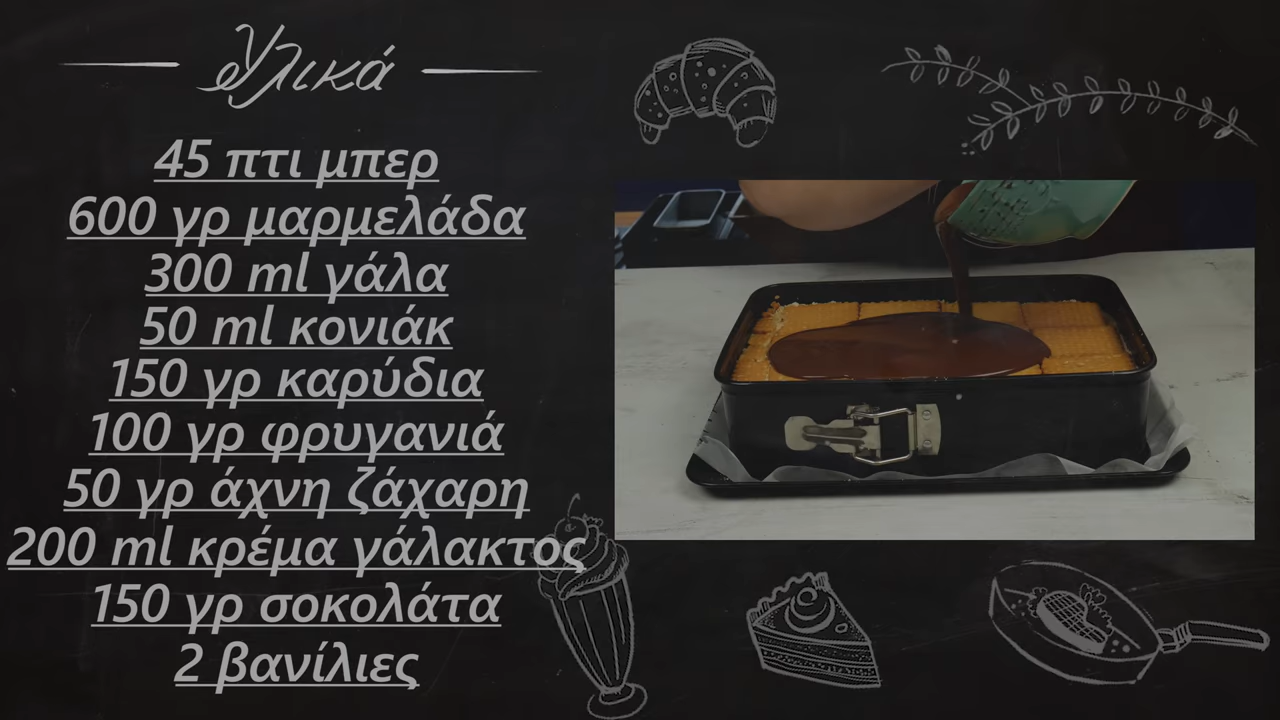 Υλικά
45 πτι μπερ
600 γρ μαρμελάδα
300 ml γάλα
50 ml κονιάκ
150 γρ καρύδια
100 γρ φρυγανιά
50 γρ άχνη ζάχαρη
200 ml κρέμα γάλακτος
150 γρ σοκολάτα
2 βανίλιες